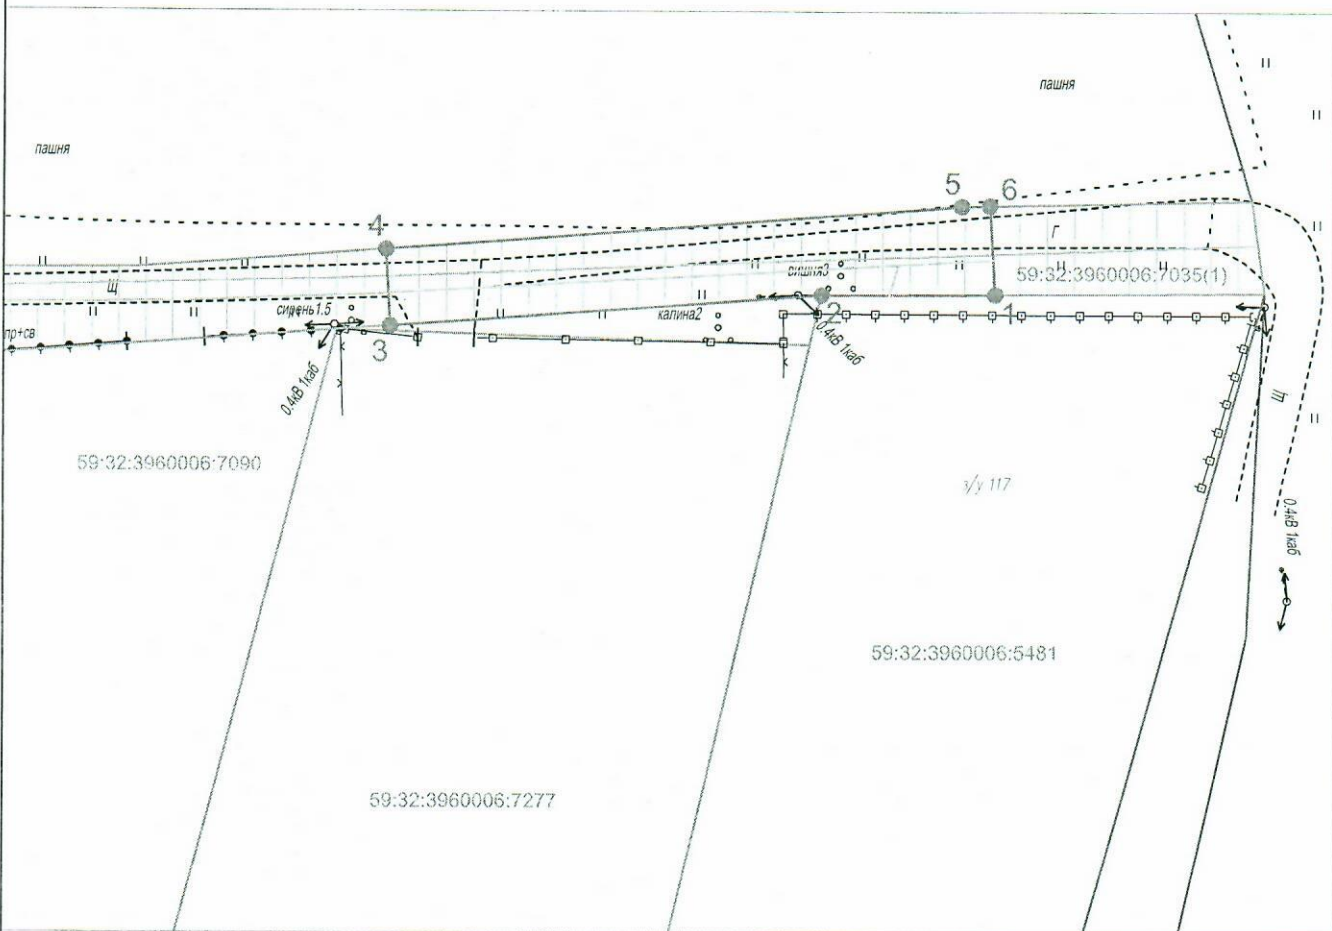 пашня
пашня
5
6
4
Г
вишня3
59:32:3960006:7035(1)
Щ
сирень1.5
калина2
2
1
пр+св
3
0.4кВ 1каб
0.4кВ 1каб
Щ
59:32:3960006:7090
з/у 117
0.4кВ 1каб
59:32:3960006:5481
59:32:3960006:7277